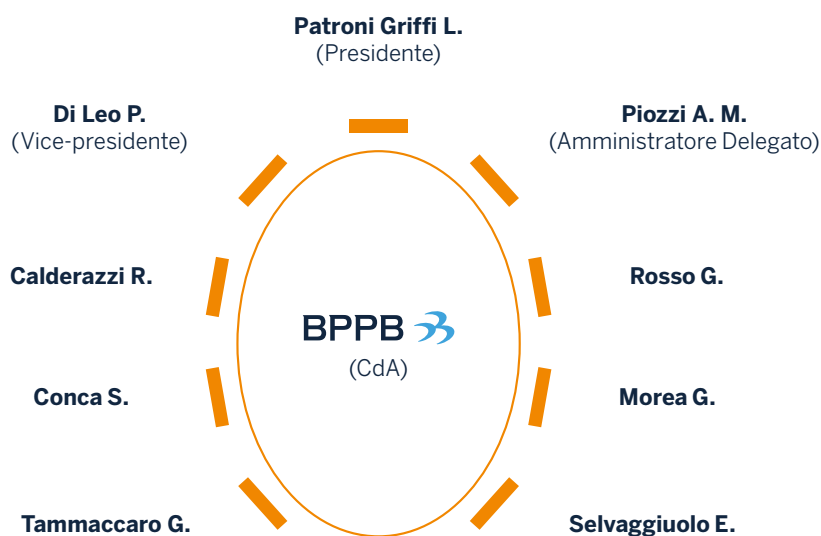 Patroni Griffi L.
(Presidente)
Di Leo P.
(Vice-presidente)
Piozzi A. M.
(Amministratore Delegato)
Calderazzi R.
Rosso G.
BPPB
(CdA)
Conca S.
Morea G.
Tammaccaro G.
Selvaggiuolo E.